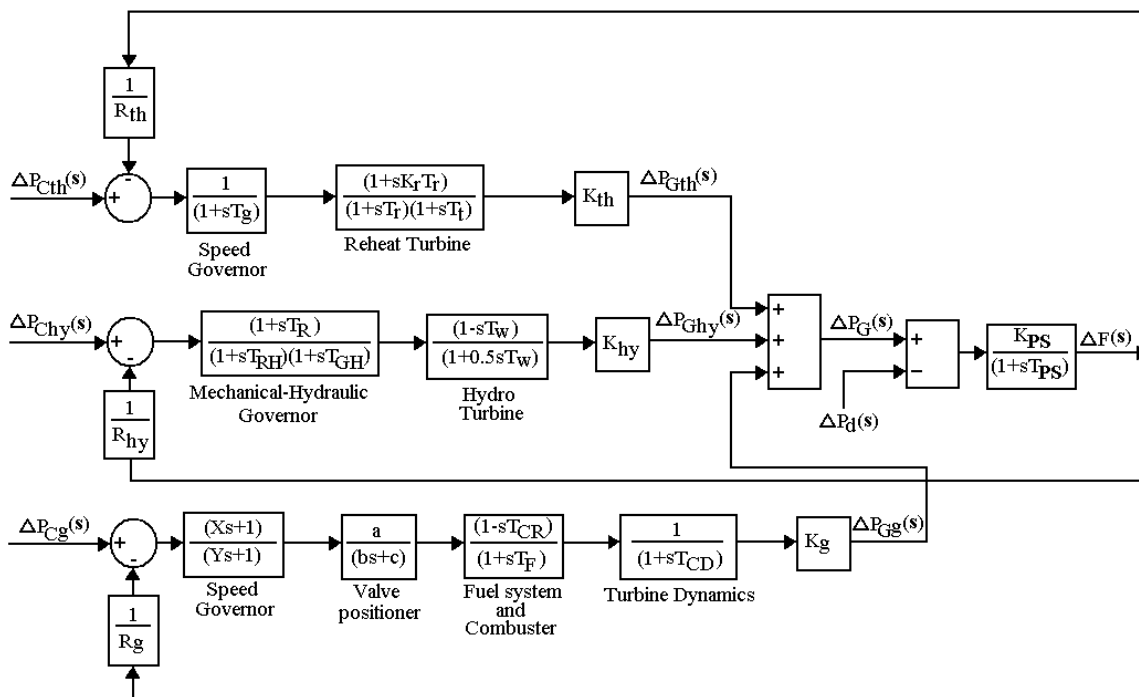 1
R_th
ΔP_Cth(s)
-
+
1
(1+sT_g)
Speed
Governor
(1+sK_rT_r)
(1+sT_r)(1+sT_t)
Reheat Turbine
K_th
ΔP_Gth(s)
ΔP_Chy(s)
+
-
(1+sT_R)
(1+sT_RH)(1+sT_GH)
Mechanical-Hydraulic
Governor
(1-sT_w)
(1+0.5sT_w)
Hydro
Turbine
K_hy
ΔP_Ghy(s)
+
+
+
ΔP_G(s)
+
−
ΔP_d(s)
K_PS
(1+sT_PS)
ΔF(s)
1
R_hy
ΔP_Cg(s)
+
-
(Xs+1)
(Ys+1)
Speed
Governor
a
(bs+c)
Valve
positioner
(1-sT_CR)
(1+sT_F)
Fuel system
and
Combuster
1
(1+sT_CD)
Turbine Dynamics
K_g
ΔP_Gg(s)
1
R_g